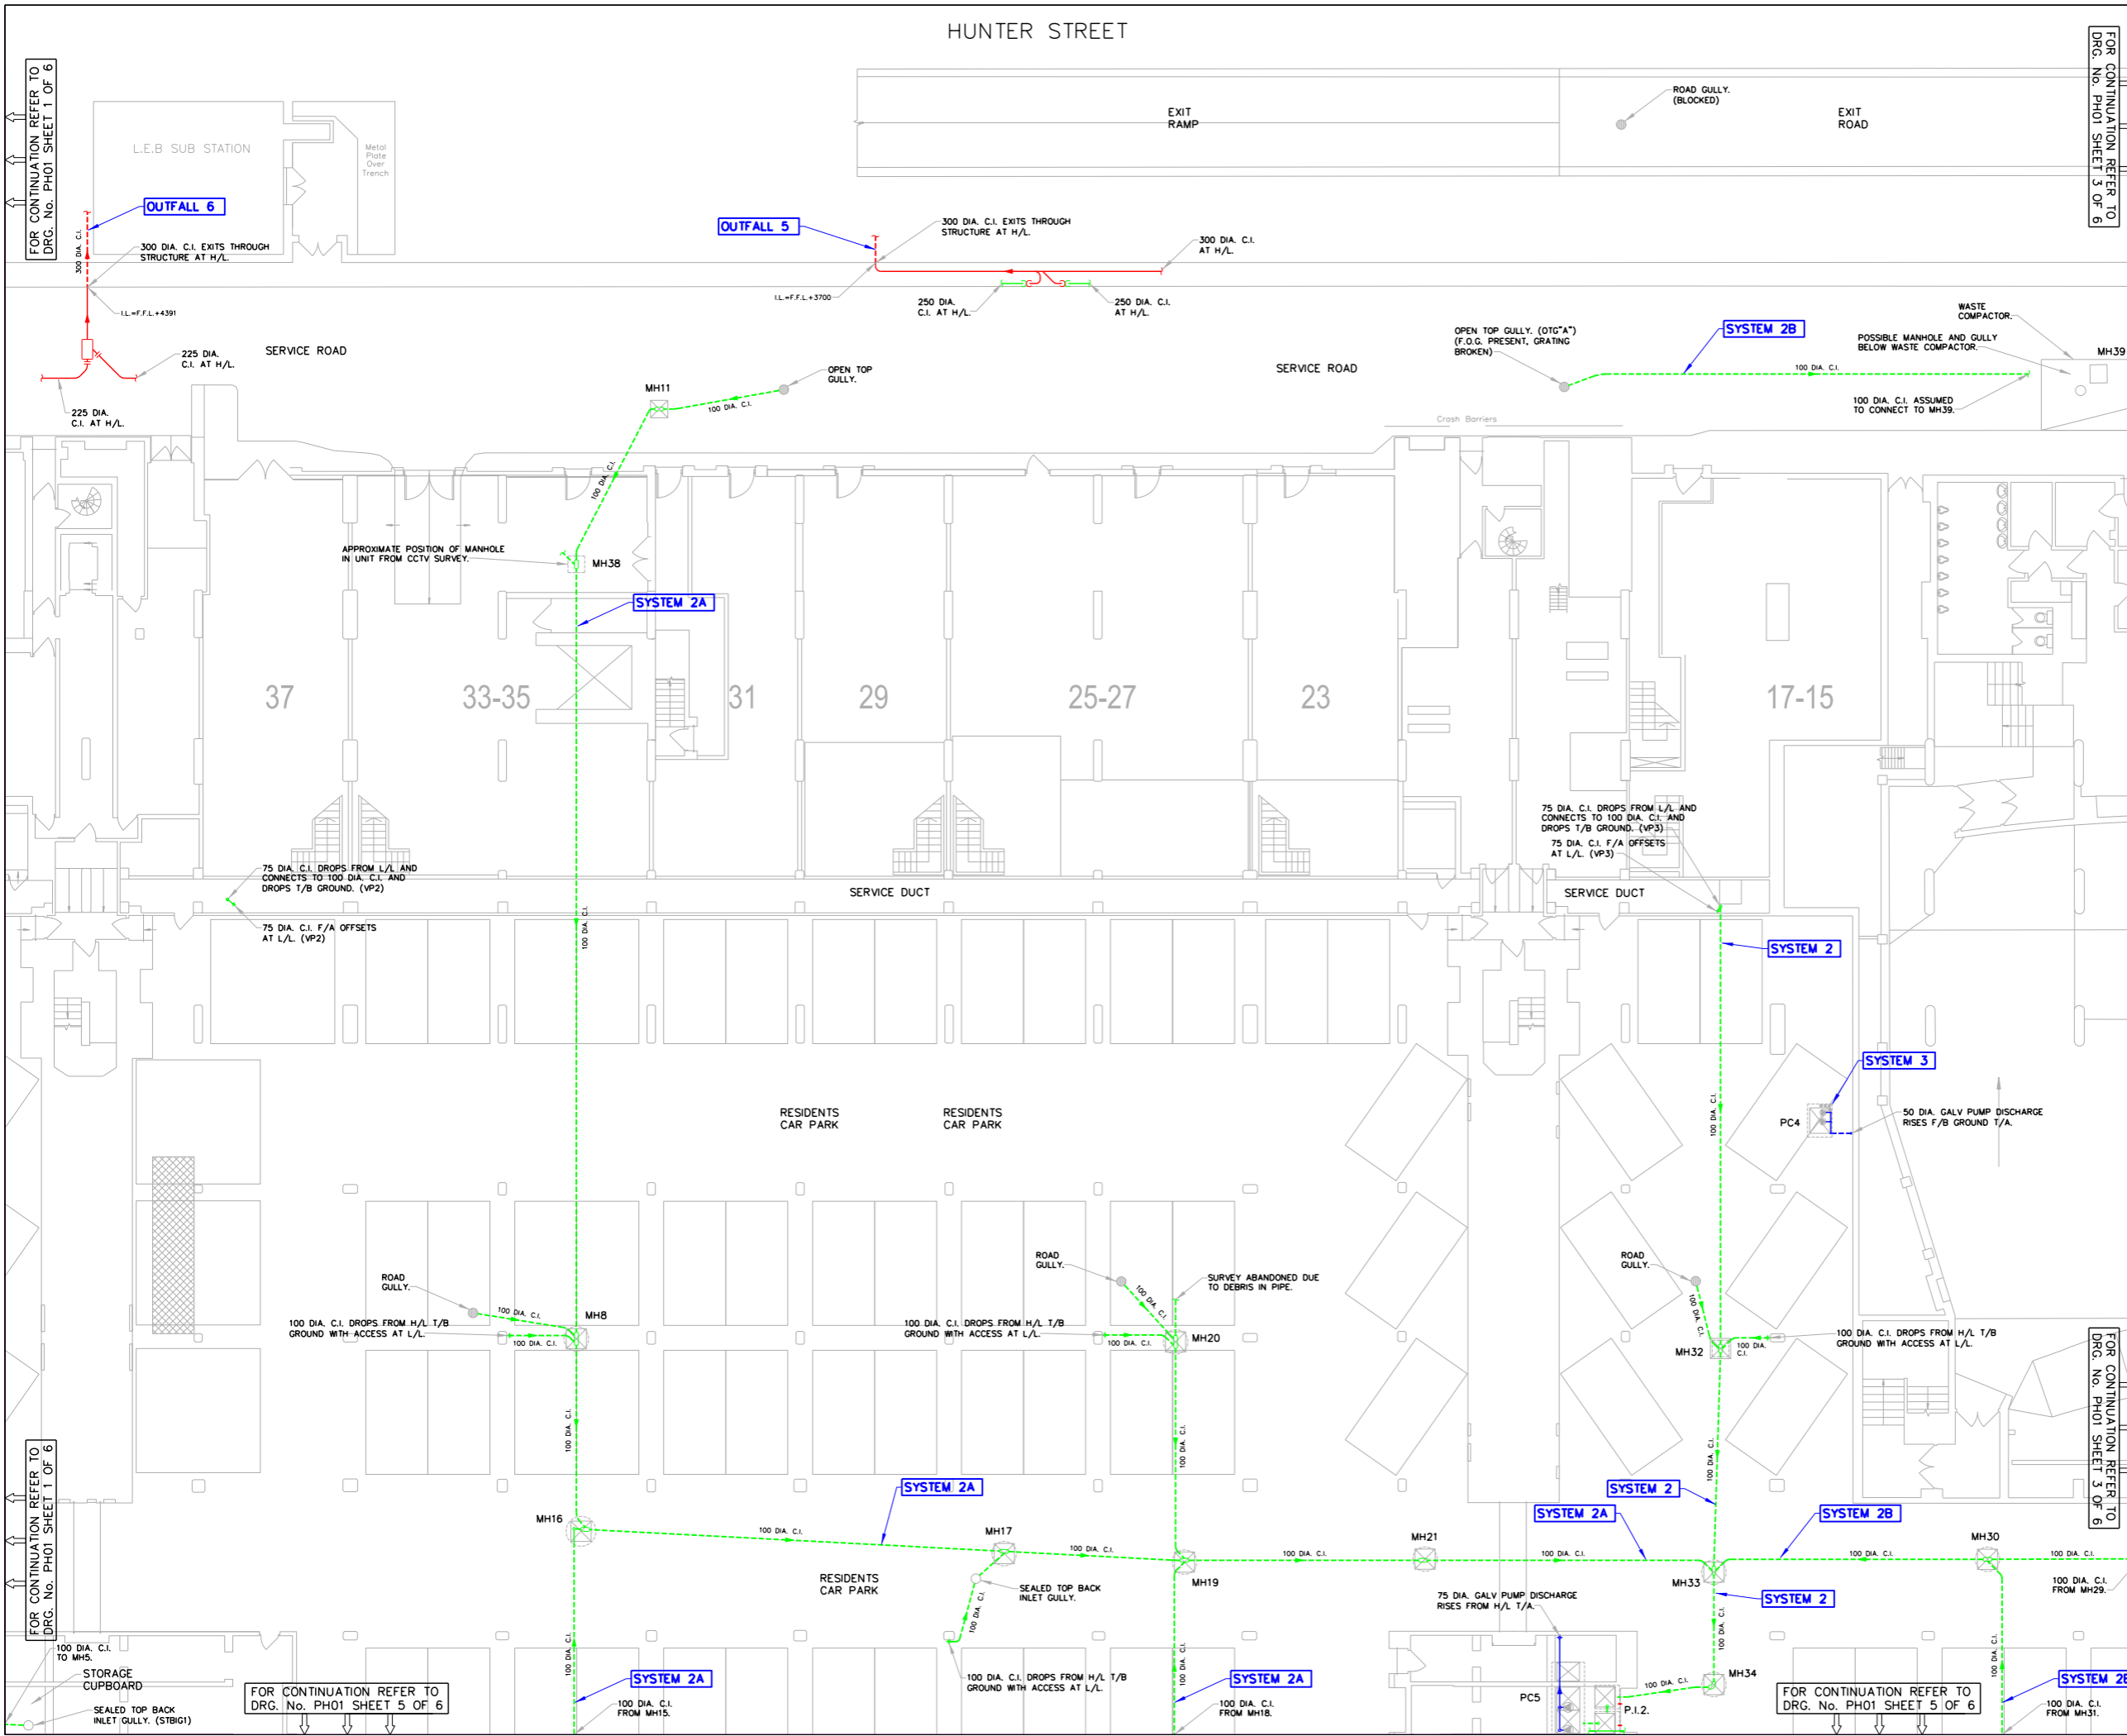 HUNTER STREET
FOR CONTINUATION REFER TO
DRG. No. PH01 SHEET 1 OF 6
FOR CONTINUATION REFER TO
DRG. No. PH01 SHEET 3 OF 6
L.E.B SUB STATION
Metal
Plate
Over
Trench
EXIT
RAMP
ROAD GULLY.
(BLOCKED)
EXIT
ROAD
OUTFALL 6
300 DIA. C.I.
300 DIA. C.I. EXITS THROUGH
STRUCTURE AT H/L.
I.L.=F.F.L.+4391
225 DIA.
C.I. AT H/L.
225 DIA.
C.I. AT H/L.
SERVICE ROAD
OUTFALL 5
300 DIA. C.I. EXITS THROUGH
STRUCTURE AT H/L.
300 DIA. C.I.
AT H/L.
I.L.=F.F.L.+3700
250 DIA.
C.I. AT H/L.
250 DIA. C.I.
AT H/L.
SERVICE ROAD
OPEN TOP GULLY. (OTG"A")
(F.O.G. PRESENT, GRATING
BROKEN)
SYSTEM 2B
WASTE
COMPACTOR.
POSSIBLE MANHOLE AND GULLY
BELOW WASTE COMPACTOR.
MH39
100 DIA. C.I.
100 DIA. C.I. ASSUMED
TO CONNECT TO MH39.
Crash Barriers
MH11
OPEN TOP
GULLY.
100 DIA. C.I.
100 DIA. C.I.
APPROXIMATE POSITION OF MANHOLE
IN UNIT FROM CCTV SURVEY.
MH38
SYSTEM 2A
37
33-35
31
29
25-27
23
17-15
75 DIA. C.I. DROPS FROM L/L AND
CONNECTS TO 100 DIA. C.I. AND
DROPS T/B GROUND. (VP3)
75 DIA. C.I. F/A OFFSETS
AT L/L. (VP3)
75 DIA. C.I. DROPS FROM L/L AND
CONNECTS TO 100 DIA. C.I. AND
DROPS T/B GROUND. (VP2)
75 DIA. C.I. F/A OFFSETS
AT L/L. (VP2)
SERVICE DUCT
SERVICE DUCT
100 DIA. C.I.
SYSTEM 2
SYSTEM 3
PC4
50 DIA. GALV PUMP DISCHARGE
RISES F/B GROUND T/A.
100 DIA. C.I.
RESIDENTS
CAR PARK
RESIDENTS
CAR PARK
ROAD
GULLY.
100 DIA. C.I.
MH8
100 DIA. C.I. DROPS FROM H/L T/B
GROUND WITH ACCESS AT L/L.
100 DIA. C.I.
ROAD
GULLY.
100 DIA. C.I.
SURVEY ABANDONED DUE
TO DEBRIS IN PIPE.
100 DIA. C.I. DROPS FROM H/L T/B
GROUND WITH ACCESS AT L/L.
100 DIA. C.I.
MH20
ROAD
GULLY.
100 DIA. C.I.
MH32
100 DIA.
C.I.
100 DIA. C.I. DROPS FROM H/L T/B
GROUND WITH ACCESS AT L/L.
FOR CONTINUATION REFER TO
DRG. No. PH01 SHEET 3 OF 6
FOR CONTINUATION REFER TO
DRG. No. PH01 SHEET 1 OF 6
100 DIA. C.I.
100 DIA. C.I.
100 DIA. C.I.
SYSTEM 2A
SYSTEM 2
SYSTEM 2A
SYSTEM 2B
MH16
100 DIA. C.I.
MH17
100 DIA. C.I.
MH19
100 DIA. C.I.
MH21
100 DIA. C.I.
MH33
100 DIA. C.I.
MH30
100 DIA. C.I.
100 DIA. C.I.
FROM MH29.
RESIDENTS
CAR PARK
SEALED TOP BACK
INLET GULLY.
100 DIA. C.I.
75 DIA. GALV PUMP DISCHARGE
RISES FROM H/L T/A.
SYSTEM 2
100 DIA. C.I.
100 DIA. C.I.
TO MH5.
STORAGE
CUPBOARD
SEALED TOP BACK
INLET GULLY. (STBIG1)
FOR CONTINUATION REFER TO
DRG. No. PH01 SHEET 5 OF 6
100 DIA. C.I.
SYSTEM 2A
100 DIA. C.I.
FROM MH15.
100 DIA. C.I. DROPS FROM H/L T/B
GROUND WITH ACCESS AT L/L.
100 DIA. C.I.
SYSTEM 2A
100 DIA. C.I.
FROM MH18.
PC5
P.I.2.
100 DIA. C.I.
MH34
FOR CONTINUATION REFER TO
DRG. No. PH01 SHEET 5 OF 6
100 DIA. C.I.
SYSTEM 2B
100 DIA. C.I.
FROM MH31.